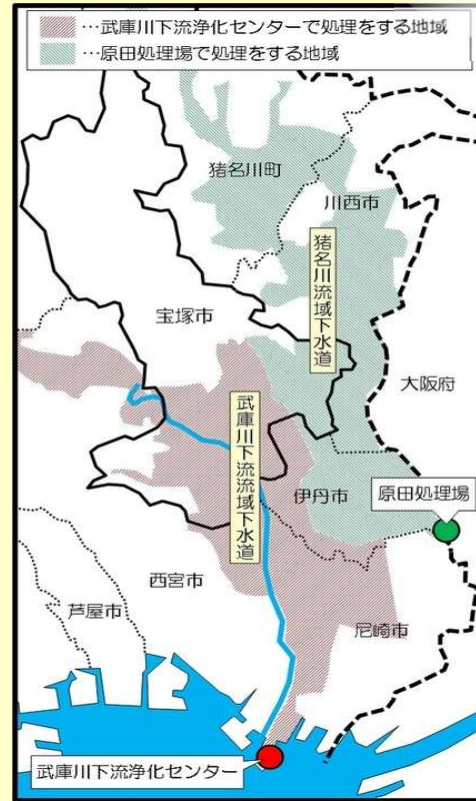 …武庫川下流浄化センターで処理をする地域
…原田処理場で処理をする地域
猪名川町
川西市
猪名川流域下水道
宝塚市
大阪府
武庫川下流流域下水道
伊丹市
原田処理場
西宮市
芦屋市
尼崎市
武庫川下流浄化センター